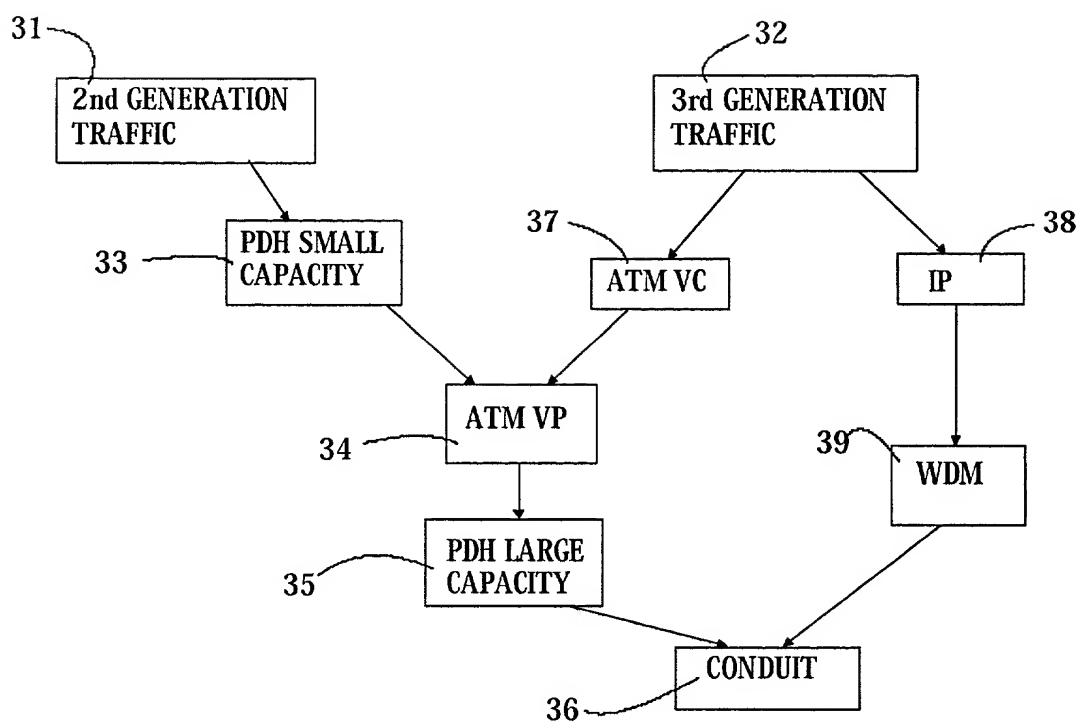 31
32
2nd GENERATION
TRAFFIC
3rd GENERATION
TRAFFIC
33
PDH SMALL
CAPACITY
37
ATM VC
38
IP
34
ATM VP
39
WDM
35
PDH LARGE
CAPACITY
CONDUIT
36